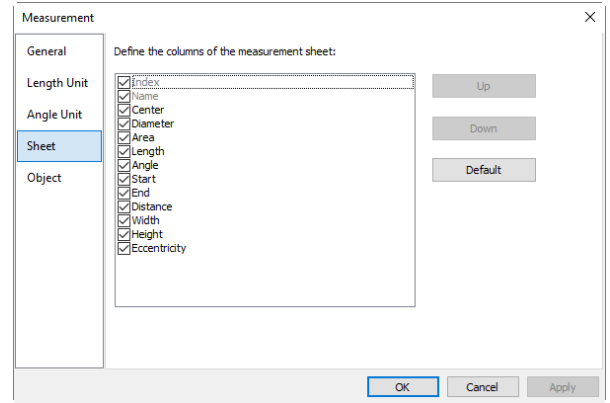 Measurement
General
Length Unit
Angle Unit
Sheet
Object
Define the columns of the measurement sheet:
Index
Name
Center
Diameter
Area
Length
Angle
Start
End
Distance
Width
Height
Eccentricity
Up
Down
Default
OK
Cancel
Apply